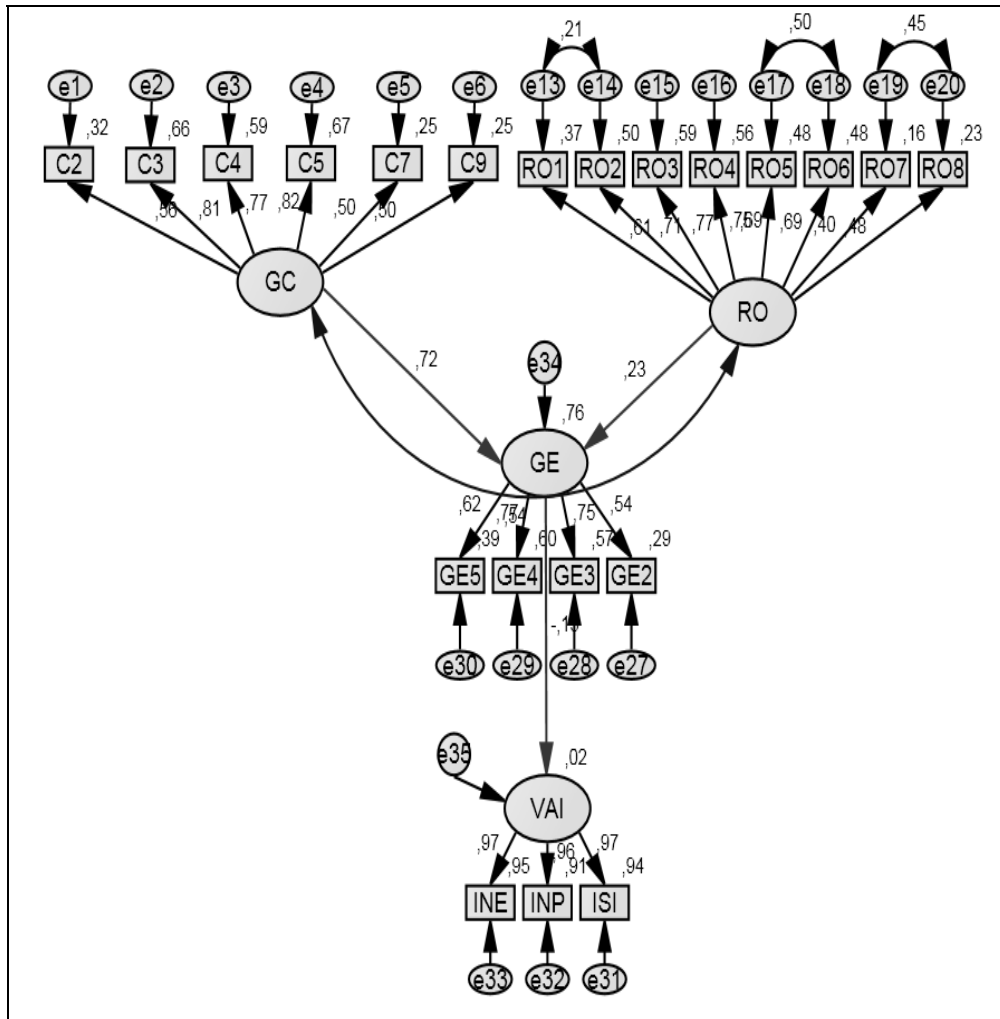 ,21 ,50 ,45
e1 e2 e3 e4 e5 e6 e13 e14 e15 e16 e17 e18 e19 e20
,32 ,66 ,59 ,67 ,25 ,25 ,37 ,50 ,59 ,56 ,48 ,48 ,16 ,23
C2 C3 C4 C5 C7 C9 RO1 RO2 RO3 RO4 RO5 RO6 RO7 RO8
,56 ,81 ,77 ,82 ,50 ,50 ,61 ,71 ,77 ,75 ,69 ,69 ,40 ,48
GC RO
,72 e34 ,23
,76
GE
,62 ,77 ,54 ,75 ,54
,39 ,60 ,57 ,29
GE5 GE4 GE3 GE2
e30 e29 e28 e27
e35 ,02
VAI
,97 ,96 ,97
,95 ,91 ,94
INE INP ISI
e33 e32 e31